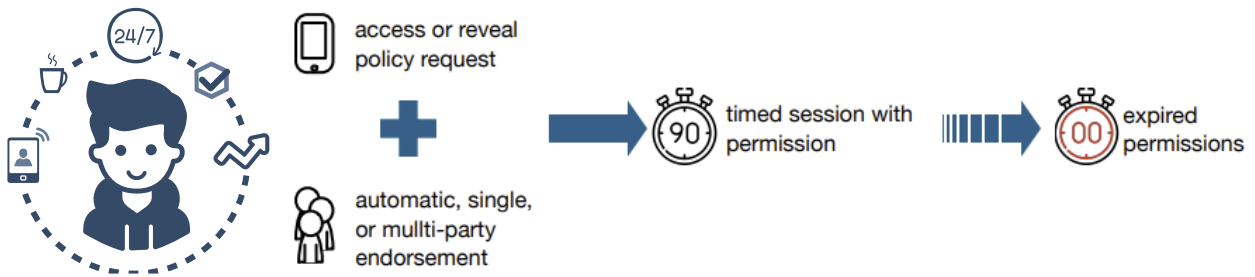 24/7
access or reveal
policy request
automatic, single,
or mullti-party
endorsement
90
timed session with
permission
00
expired
permissions